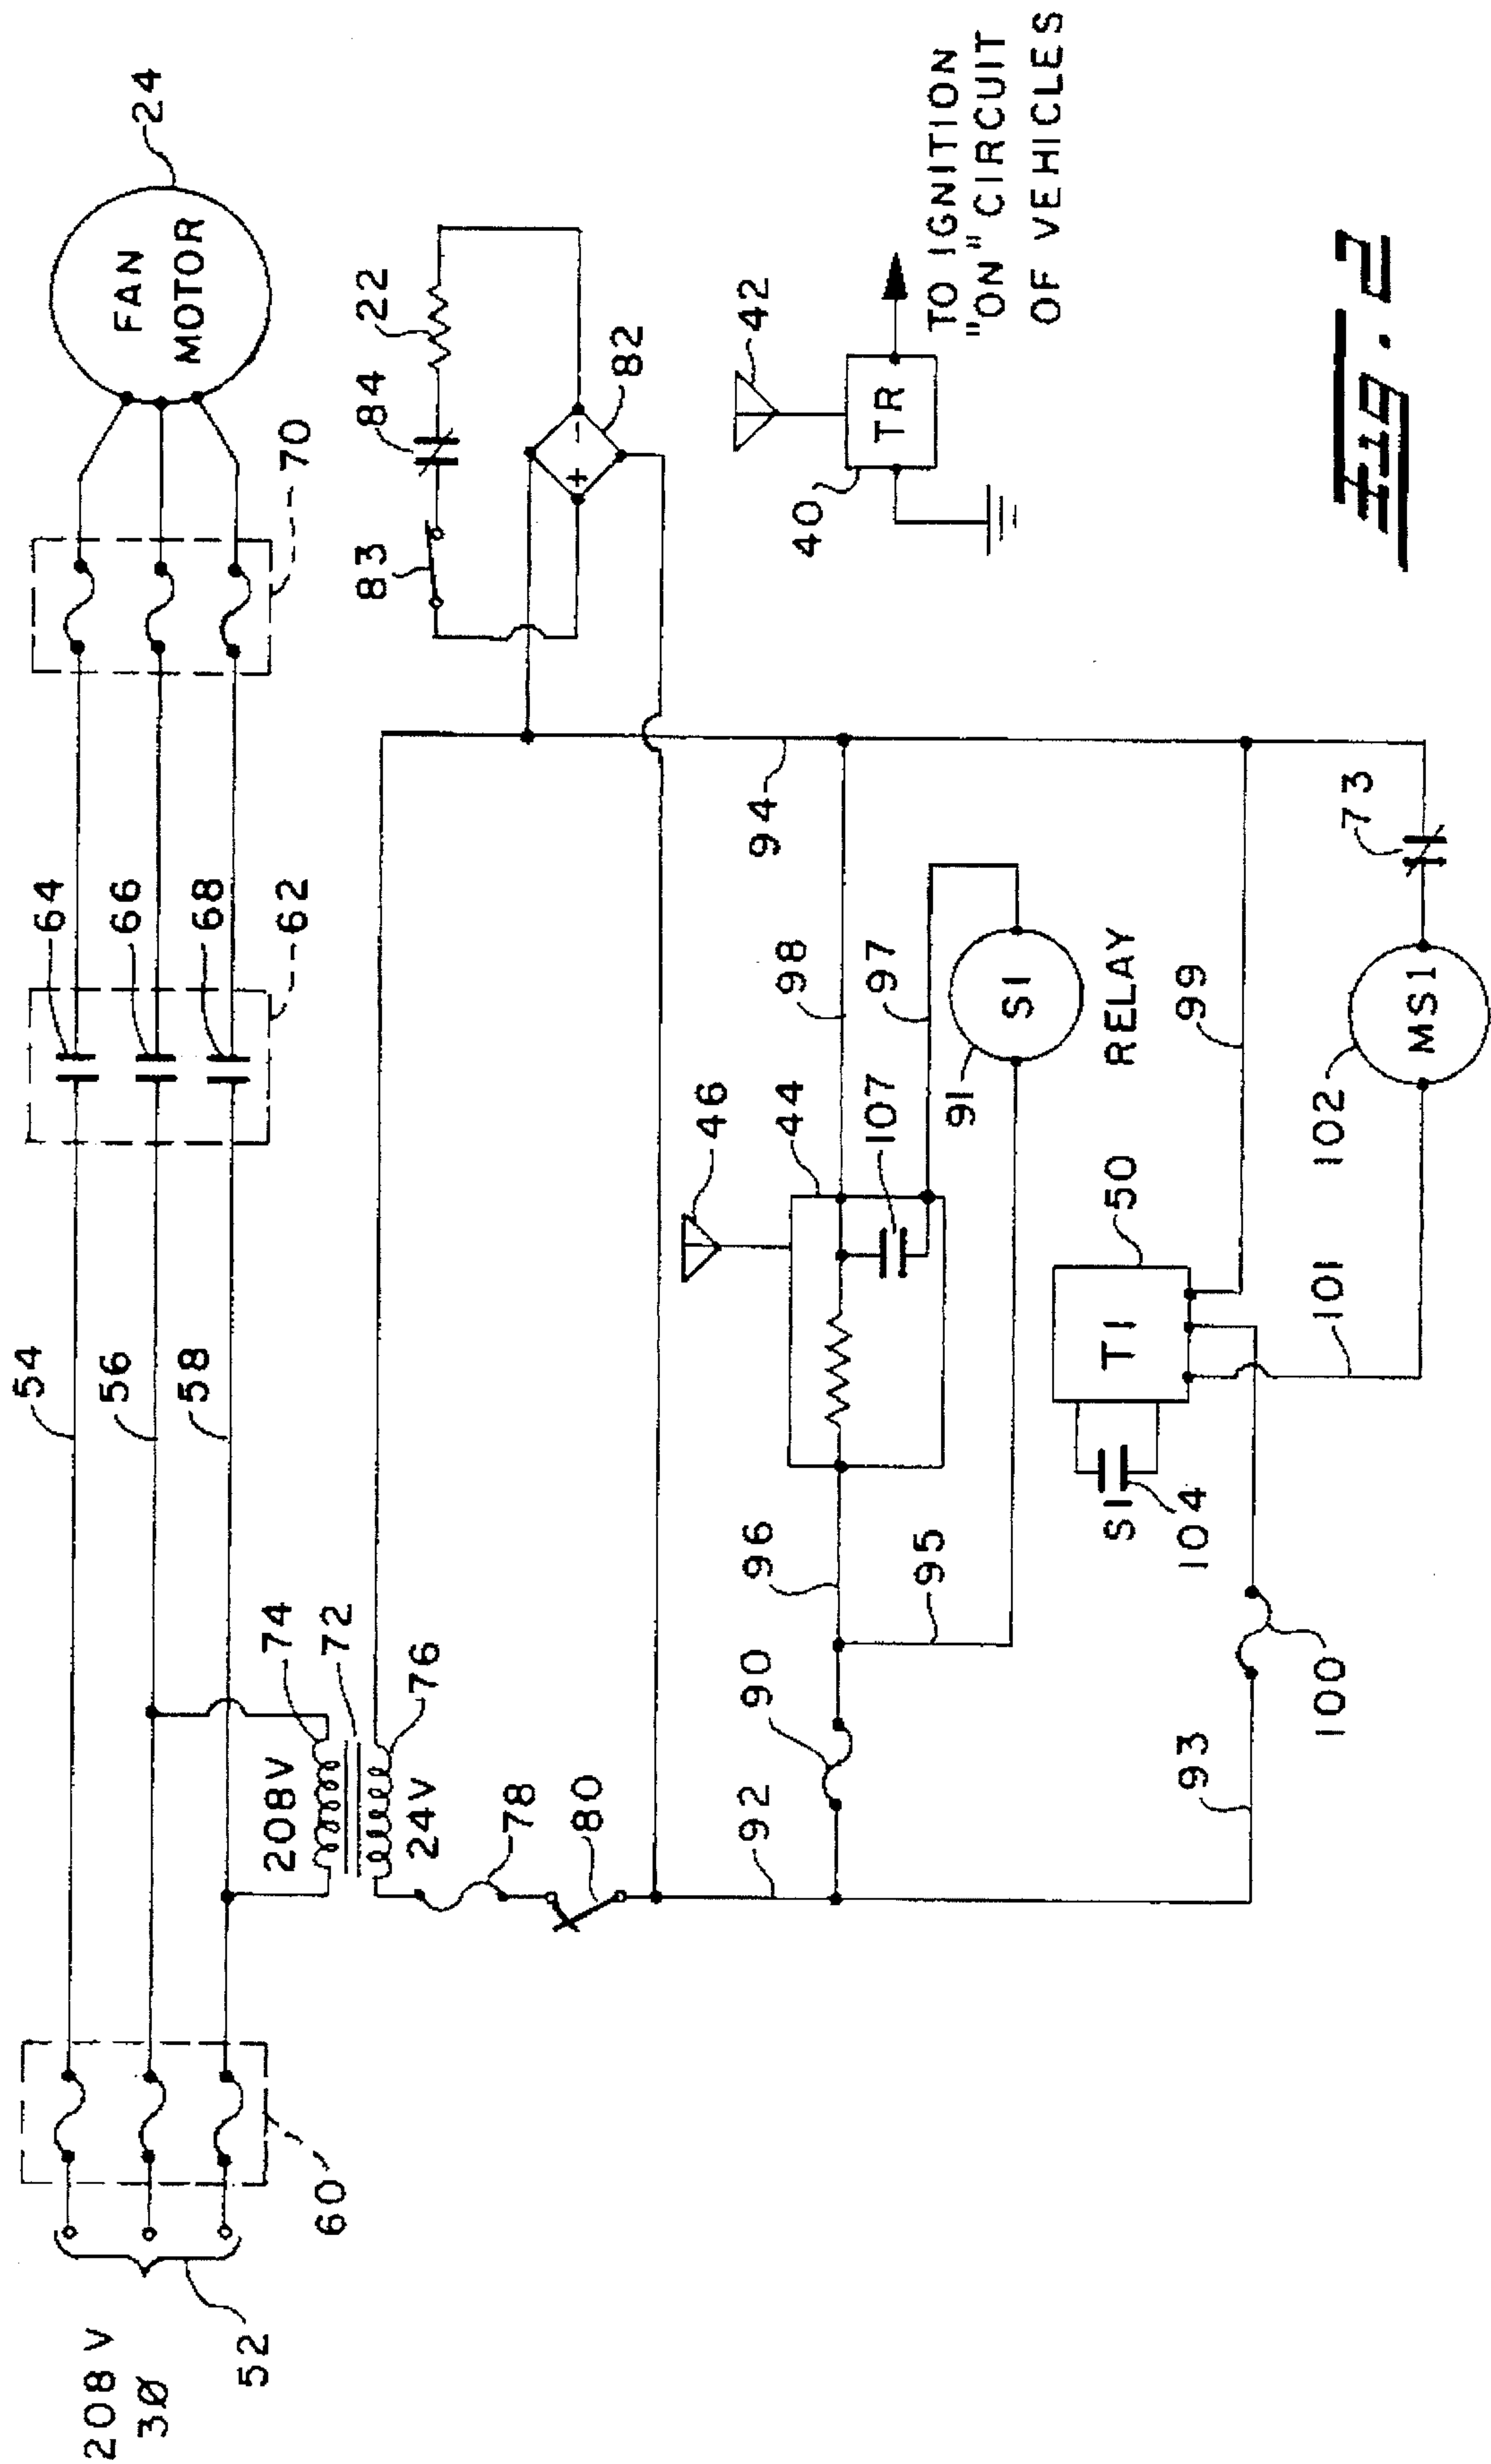 208 V
3Ø
52
60
54
56
58
64
66
68
62
70
FAN
MOTOR
24
208V
74
72
76
24V
78
80
83
84
22
82
94
92
90
96
95
46
44
107
98
97
91
S1
RELAY
42
40
TR
TO IGNITION
"ON" CIRCUIT
OF VEHICLES
93
100
S1
104
T1
50
99
101
102
MS1
73
FIG. 2